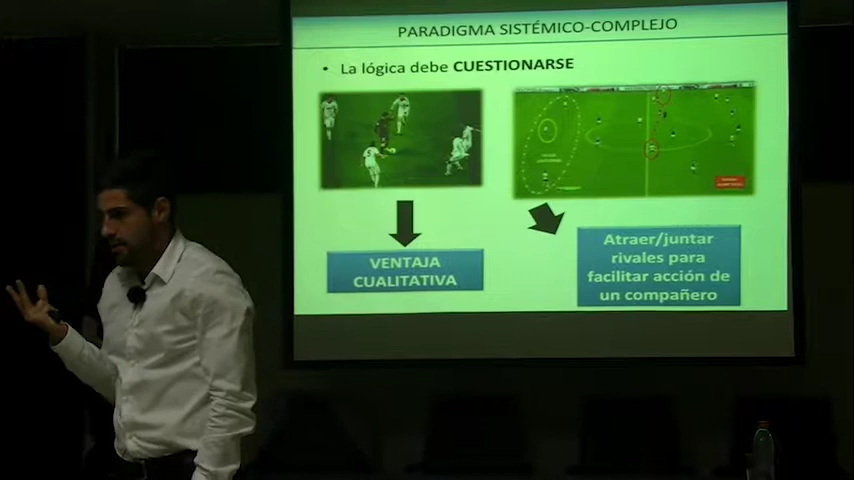 PARADIGMA SISTÉMICO-COMPLEJO
• La lógica debe CUESTIONARSE
VENTAJA
CUALITATIVA
Atraer/juntar
rivales para
facilitar acción de
un compañero